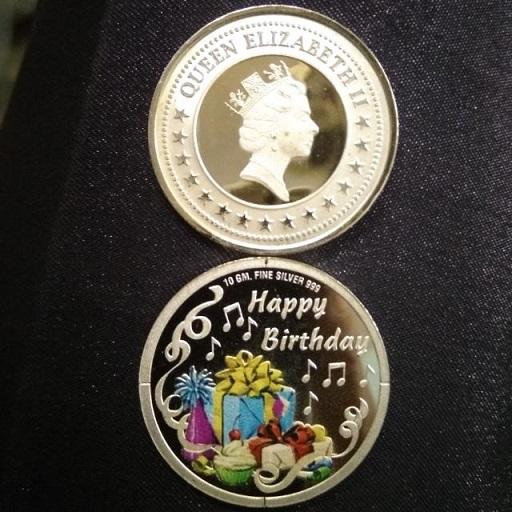 QUEEN ELIZABETH II
10 GM. FINE SILVER 999
Happy
Birthday